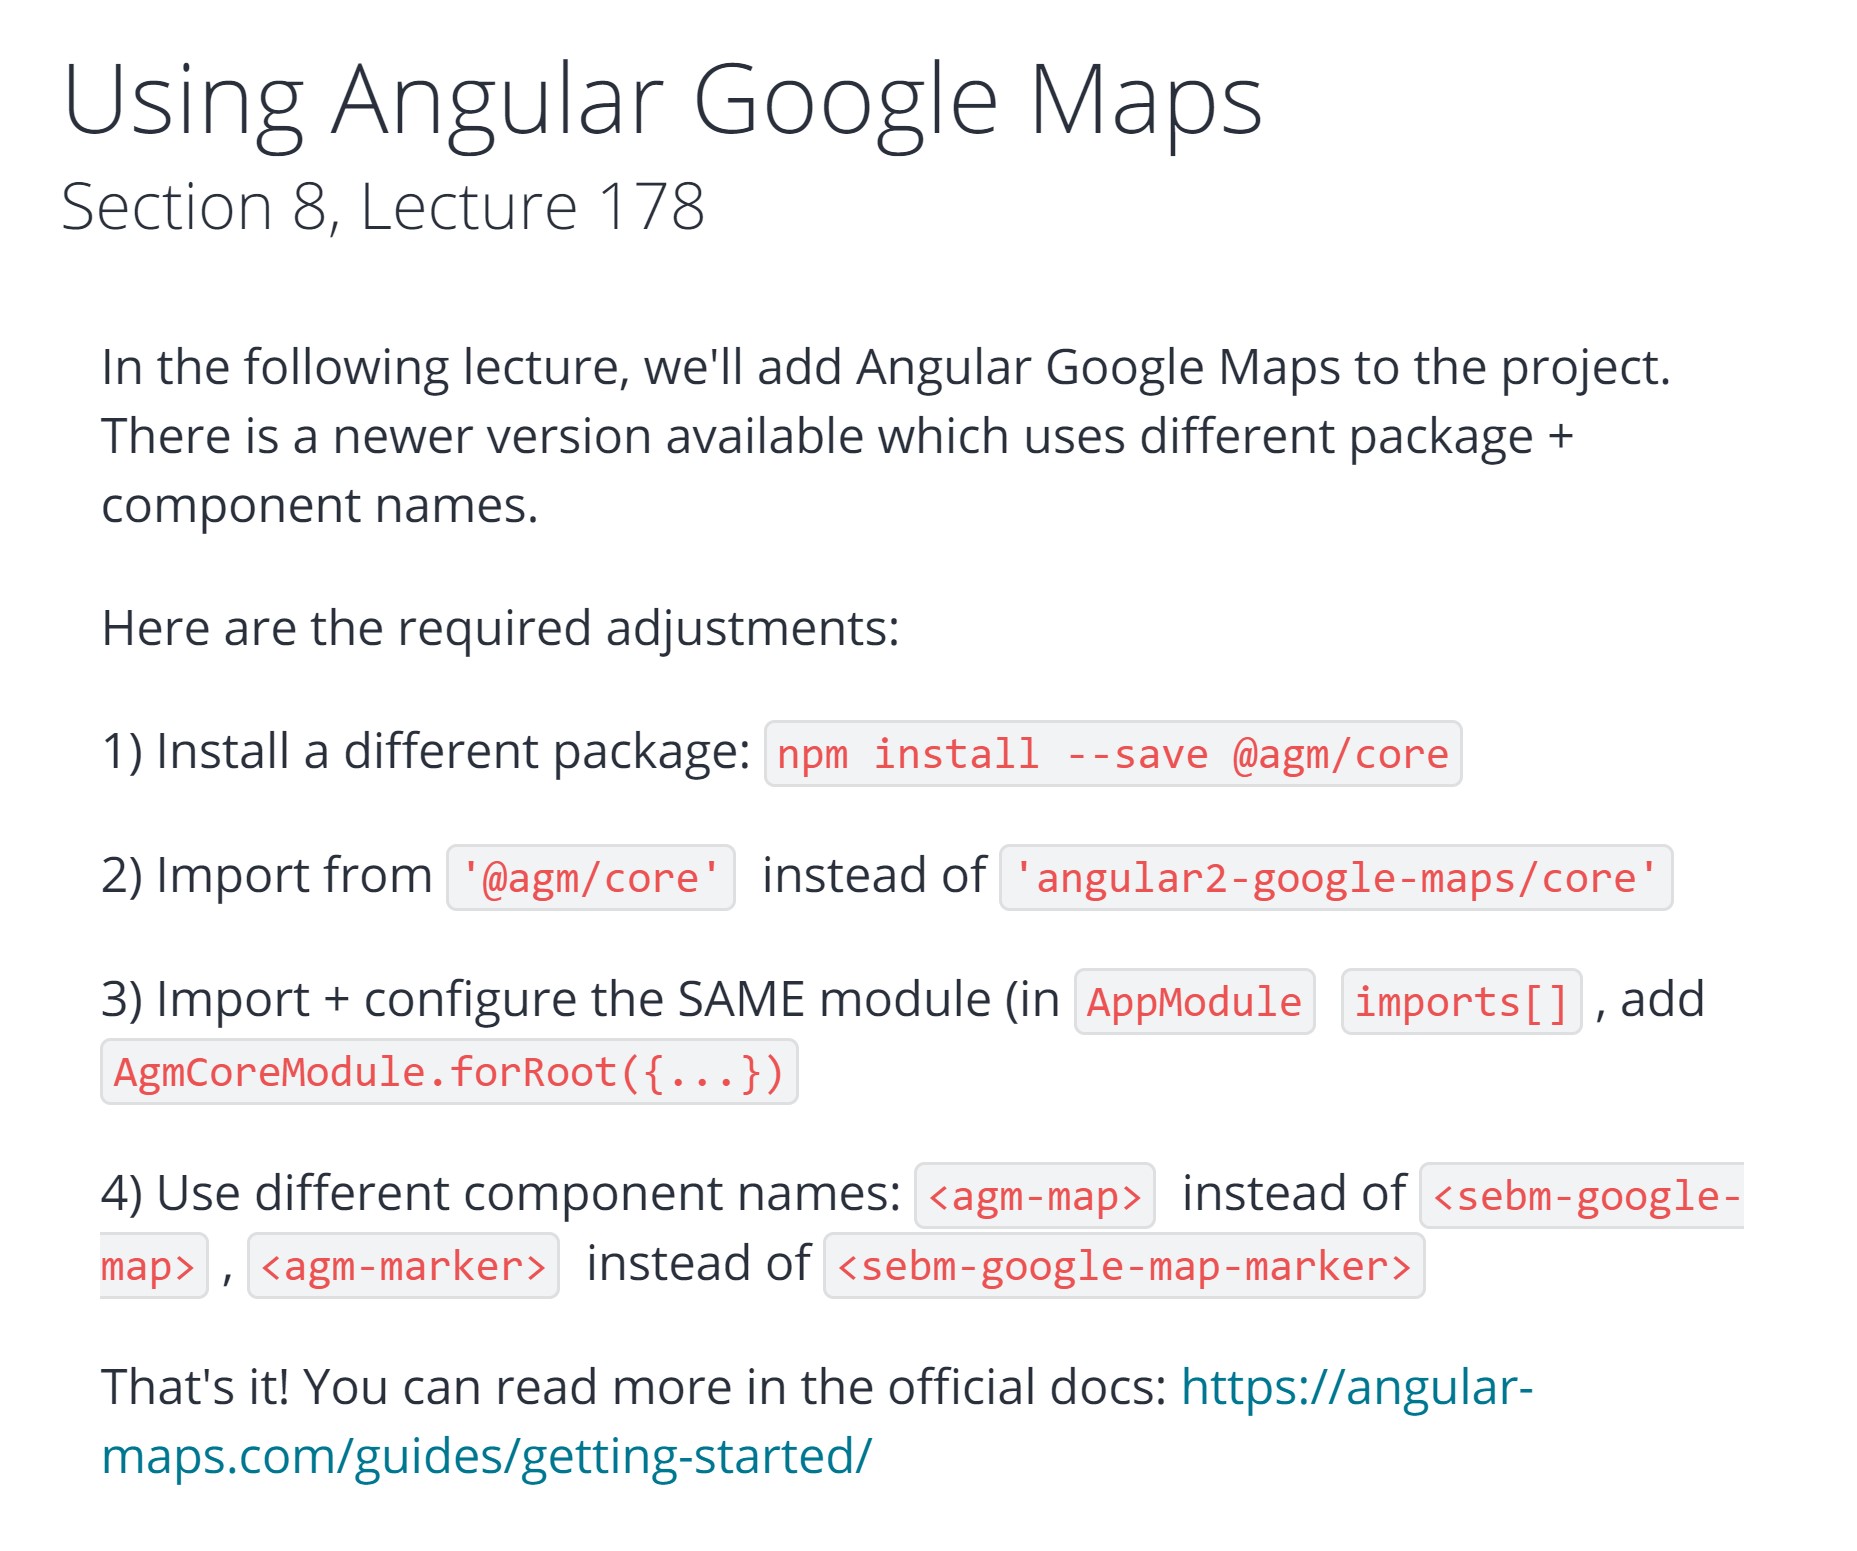 Using Angular Google Maps
Section 8, Lecture 178
In the following lecture, we'll add Angular Google Maps to the project.
There is a newer version available which uses different package +
component names.
Here are the required adjustments:
1) Install a different package: npm install --save @agm/core
2) Import from '@agm/core' instead of 'angular2-google-maps/core'
3) Import + configure the SAME module (in AppModule imports[] , add
AgmCoreModule.forRoot({...})
4) Use different component names: <agm-map> instead of <sebm-google-
map> , <agm-marker> instead of <sebm-google-map-marker>
That's it! You can read more in the official docs: https://angular-
maps.com/guides/getting-started/